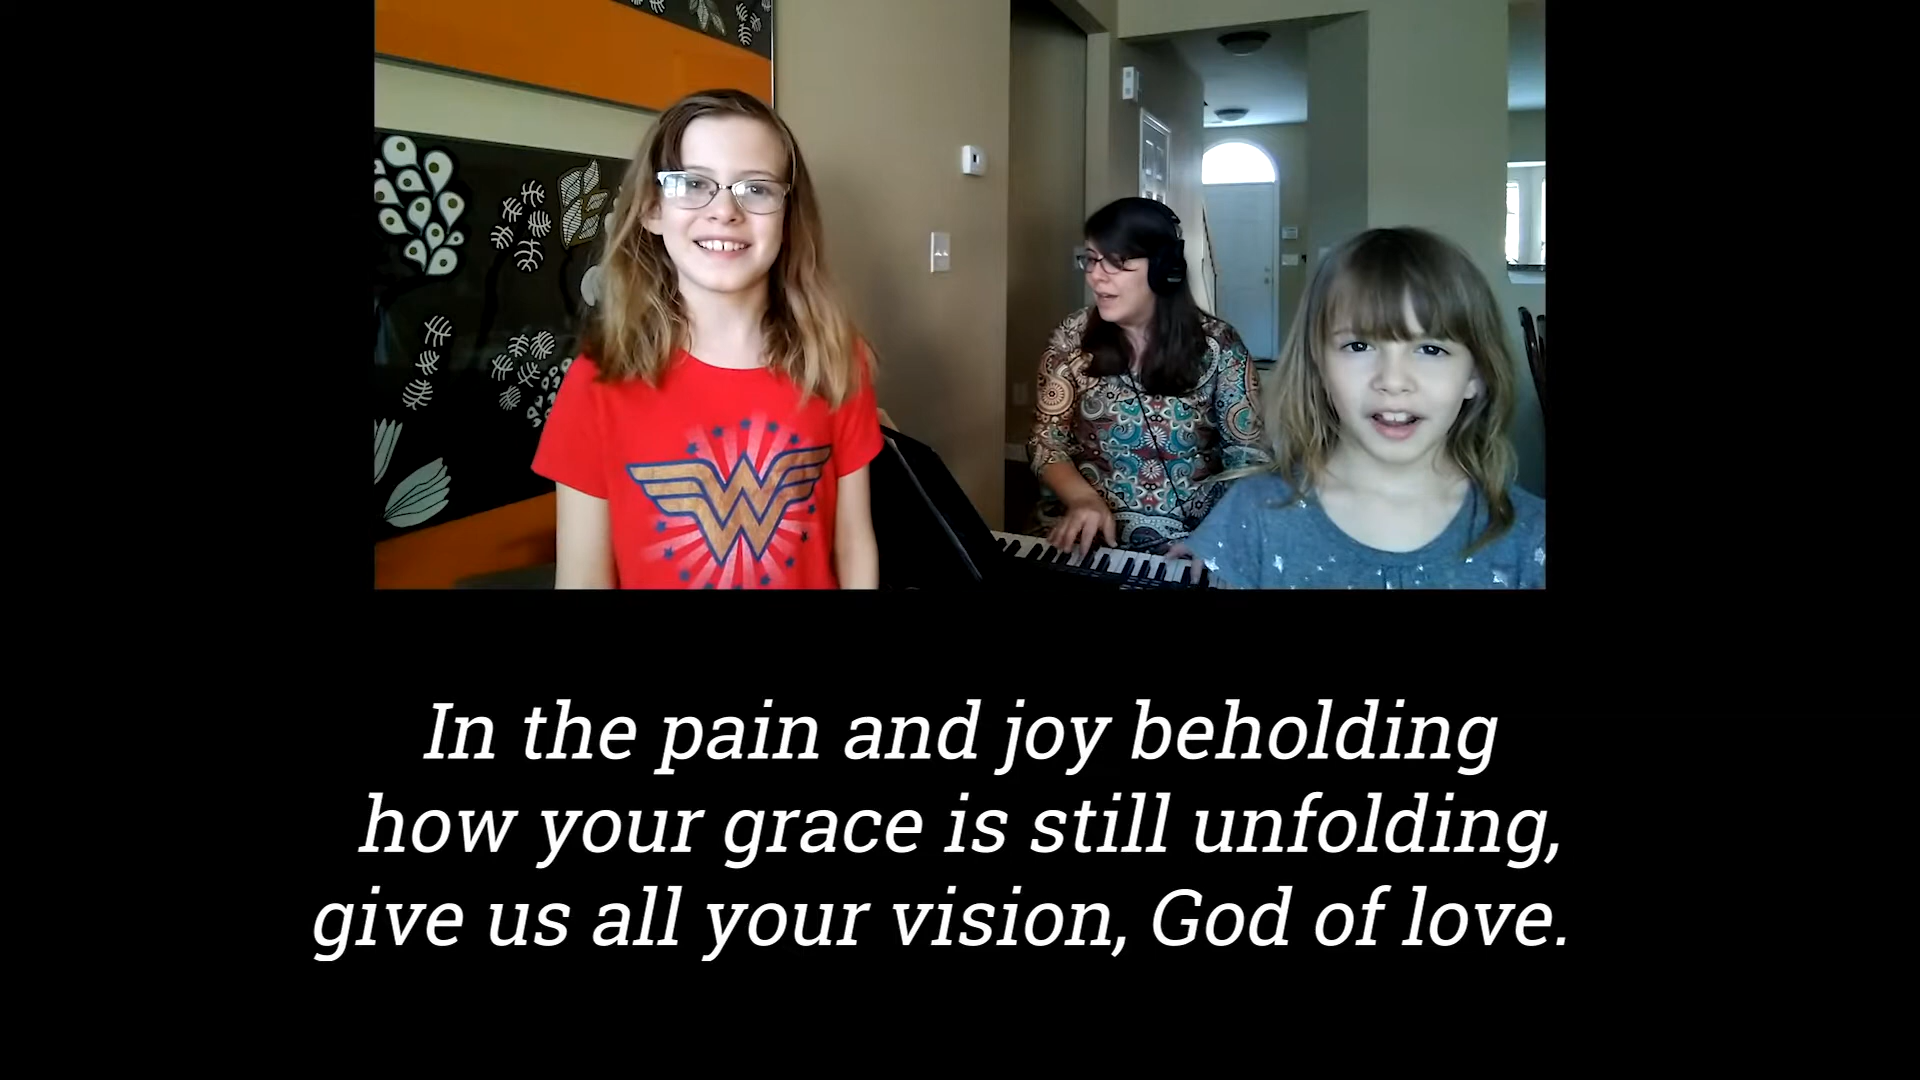 In the pain and joy beholding
how your grace is still unfolding,
give us all your vision, God of love.